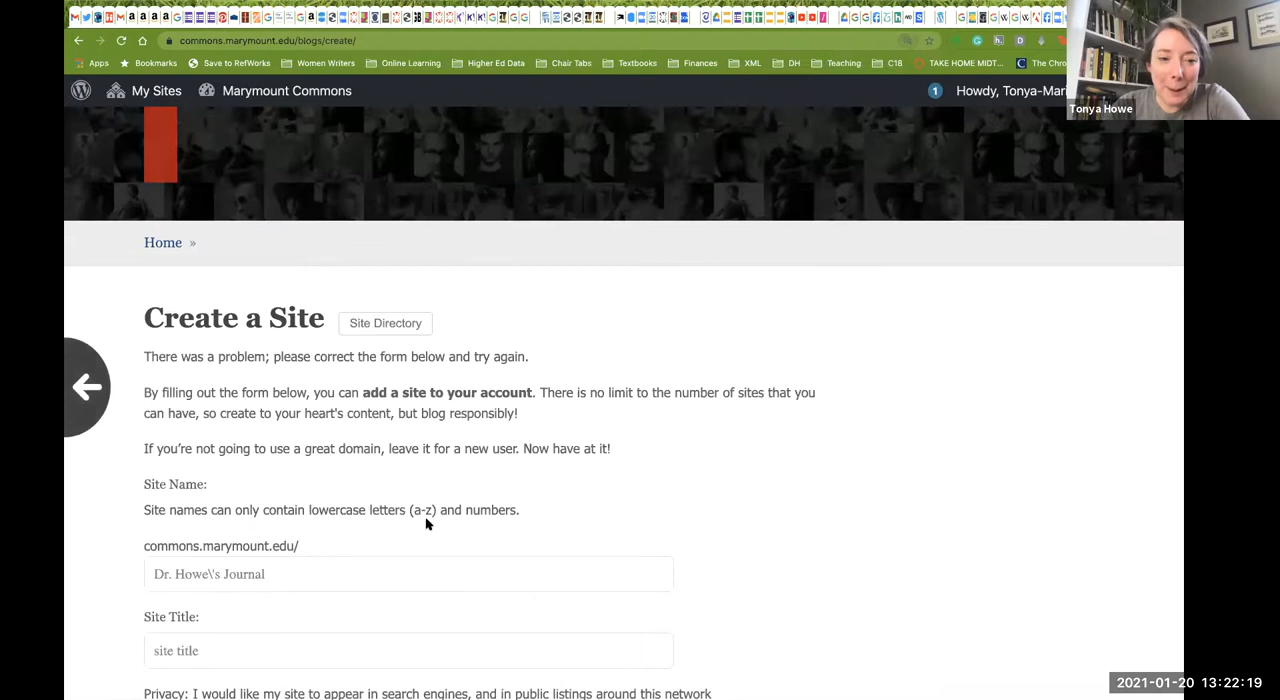 commons.marymount.edu/blogs/create/
Apps Bookmarks Save to RefWorks Women Writers Online Learning Higher Ed Data Chair Tabs Textbooks Finances XML DH Teaching C18 TAKE HOME MIDT... The Chro
My Sites Marymount Commons 1 Howdy, Tonya-Mari
Tonya Howe
Home »
Create a Site Site Directory
There was a problem; please correct the form below and try again.
By filling out the form below, you can add a site to your account. There is no limit to the number of sites that you
can have, so create to your heart's content, but blog responsibly!
If you’re not going to use a great domain, leave it for a new user. Now have at it!
Site Name:
Site names can only contain lowercase letters (a-z) and numbers.
commons.marymount.edu/
Dr. Howe\'s Journal
Site Title:
site title
Privacy: I would like my site to appear in search engines, and in public listings around this network
2021-01-20 13:22:19